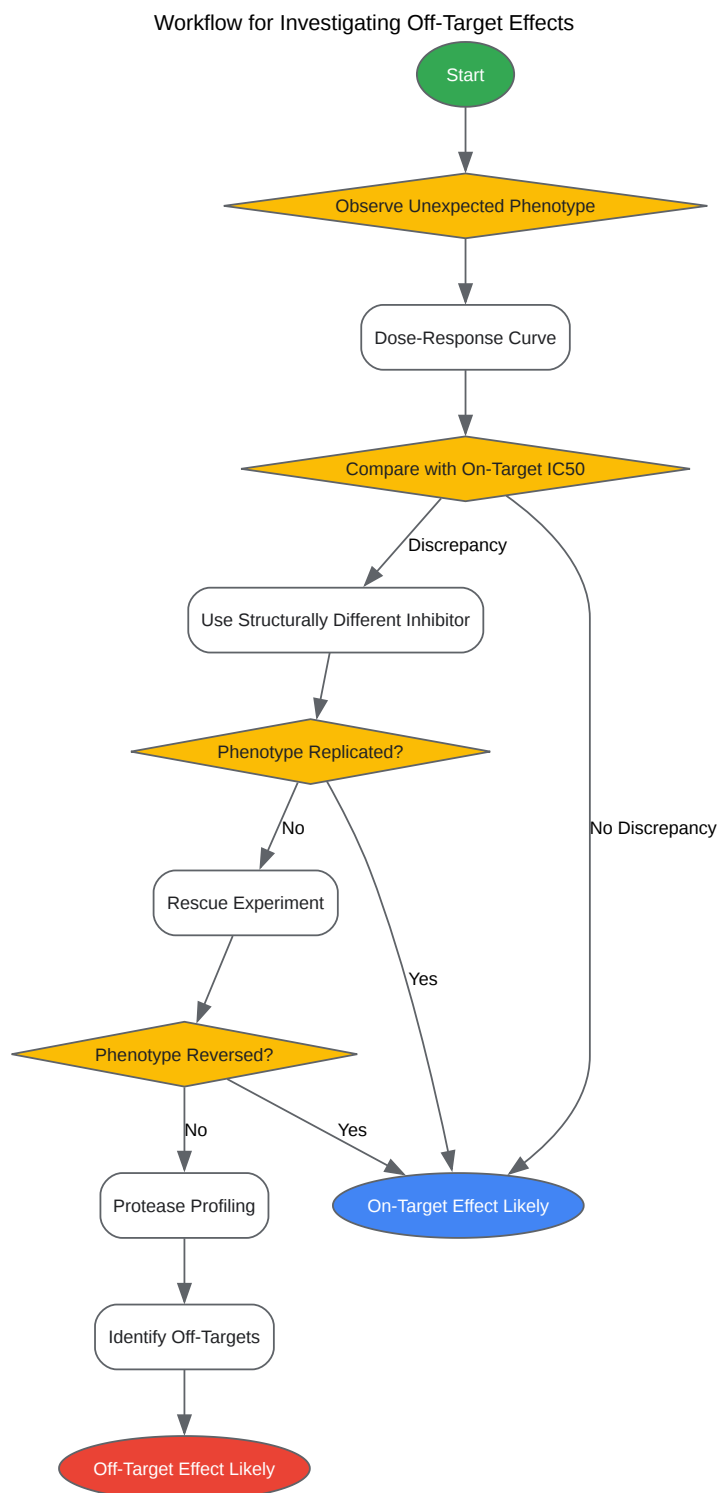 Workflow for Investigating Off-Target Effects
Start
Observe Unexpected Phenotype
Dose-Response Curve
Compare with On-Target IC50
Discrepancy
Use Structurally Different Inhibitor
Phenotype Replicated?
No
No Discrepancy
Rescue Experiment
Yes
Phenotype Reversed?
No
Yes
Protease Profiling
On-Target Effect Likely
Identify Off-Targets
Off-Target Effect Likely